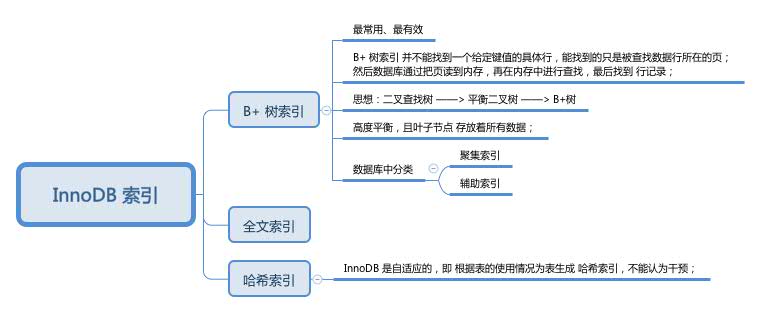 InnoDB 索引
B+ 树索引
最常用、最有效
B+ 树索引 并不能找到一个给定键值的具体行，能找到的只是被查找数据行所在的页；
然后数据库通过把页读到内存，再在内存中进行查找，最后找到 行记录；
思想：二叉查找树 ——> 平衡二叉树 ——> B+树
高度平衡，且叶子节点 存放着所有数据；
数据库中分类
聚集索引
辅助索引
全文索引
哈希索引
InnoDB 是自适应的，即 根据表的使用情况为表生成 哈希索引，不能认为干预；